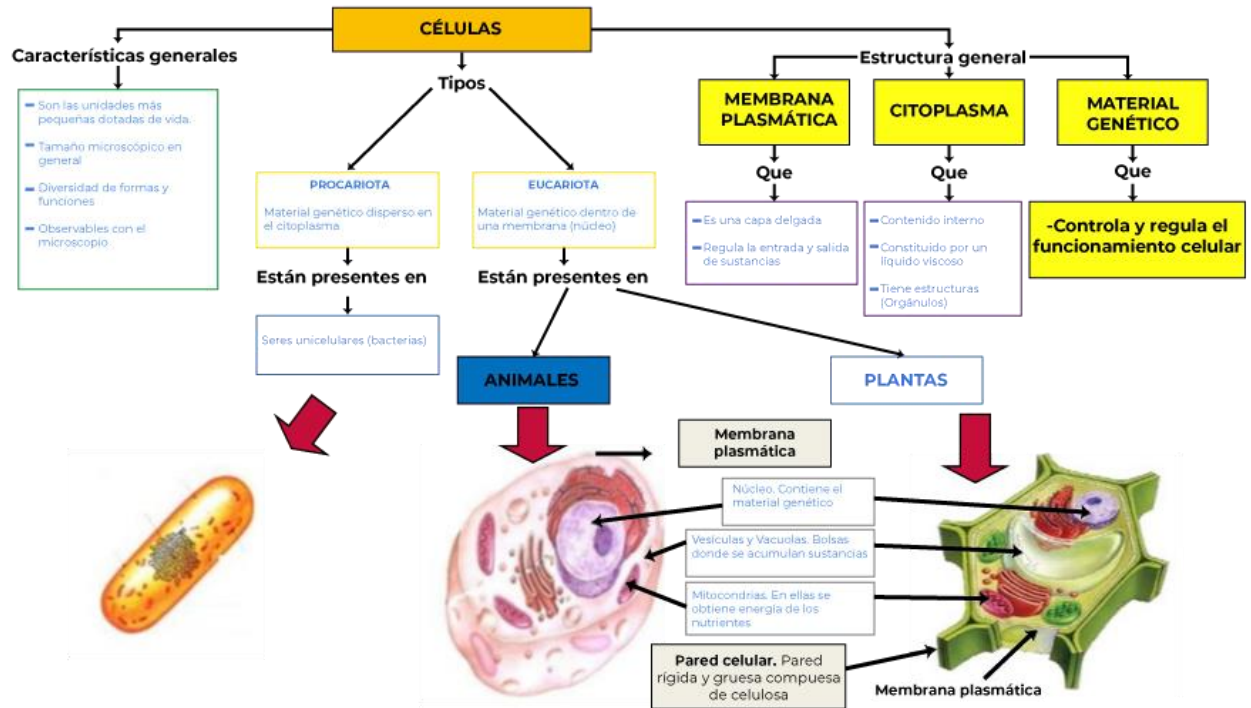 CÉLULAS
Características generales
Son las unidades más
pequeñas dotadas de vida.
Tamaño microscópico en
general
Diversidad de formas y
funciones
Observables con el
microscopio
Tipos
PROCARIOTA
Material genético disperso en
el citoplasma
Están presentes en
Seres unicelulares (bacterias)
EUCARIOTA
Material genético dentro de
una membrana (núcleo)
Están presentes en
ANIMALES
PLANTAS
Estructura general
MEMBRANA
PLASMÁTICA
Que
Es una capa delgada
Regula la entrada y salida
de sustancias
CITOPLASMA
Que
Contenido interno
Constituido por un
líquido viscoso
Tiene estructuras
(Orgánulos)
MATERIAL
GENÉTICO
Que
-Controla y regula el
funcionamiento celular
Membrana
plasmática
Núcleo. Contiene el
material genético
Vesículas y Vacuolas. Bolsas
donde se acumulan sustancias
Mitocondrias. En ellas se
obtiene energía de los
nutrientes
Pared celular. Pared
rígida y gruesa compuesa
de celulosa
Membrana plasmática